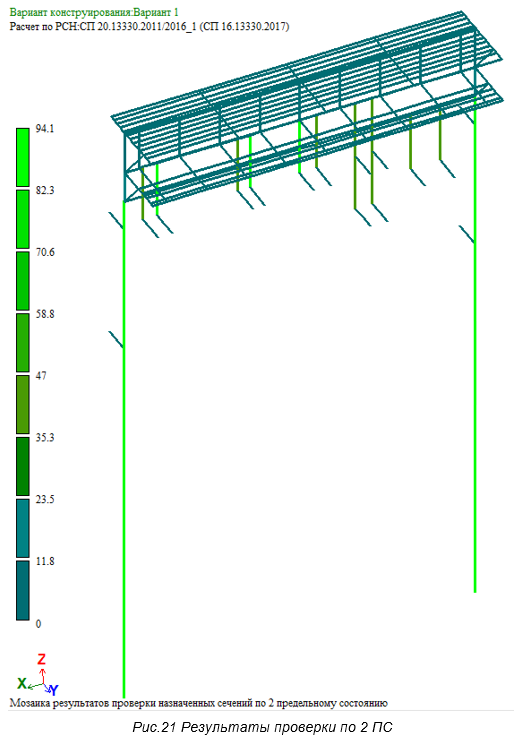 Вариант конструирования:Вариант 1
Расчет по РСН:СП 20.13330.2011/2016_1 (СП 16.13330.2017)
94.1
82.3
70.6
58.8
47
35.3
23.5
11.8
0
Z
X
Y
Мозаика результатов проверки назначенных сечений по 2 предельному состоянию
Рис.21 Результаты проверки по 2 ПС